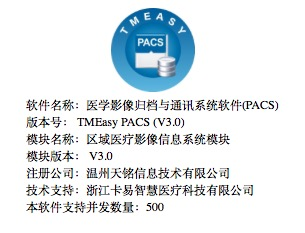 TMEASY
PACS
软件名称：医学影像归档与通讯系统软件(PACS)
版本号： TMEasy PACS (V3.0)
模块名称：区域医疗影像信息系统模块
模块版本： V3.0
注册公司：温州天铭信息技术有限公司
技术支持：浙江卡易智慧医疗科技有限公司
本软件支持并发数量：500